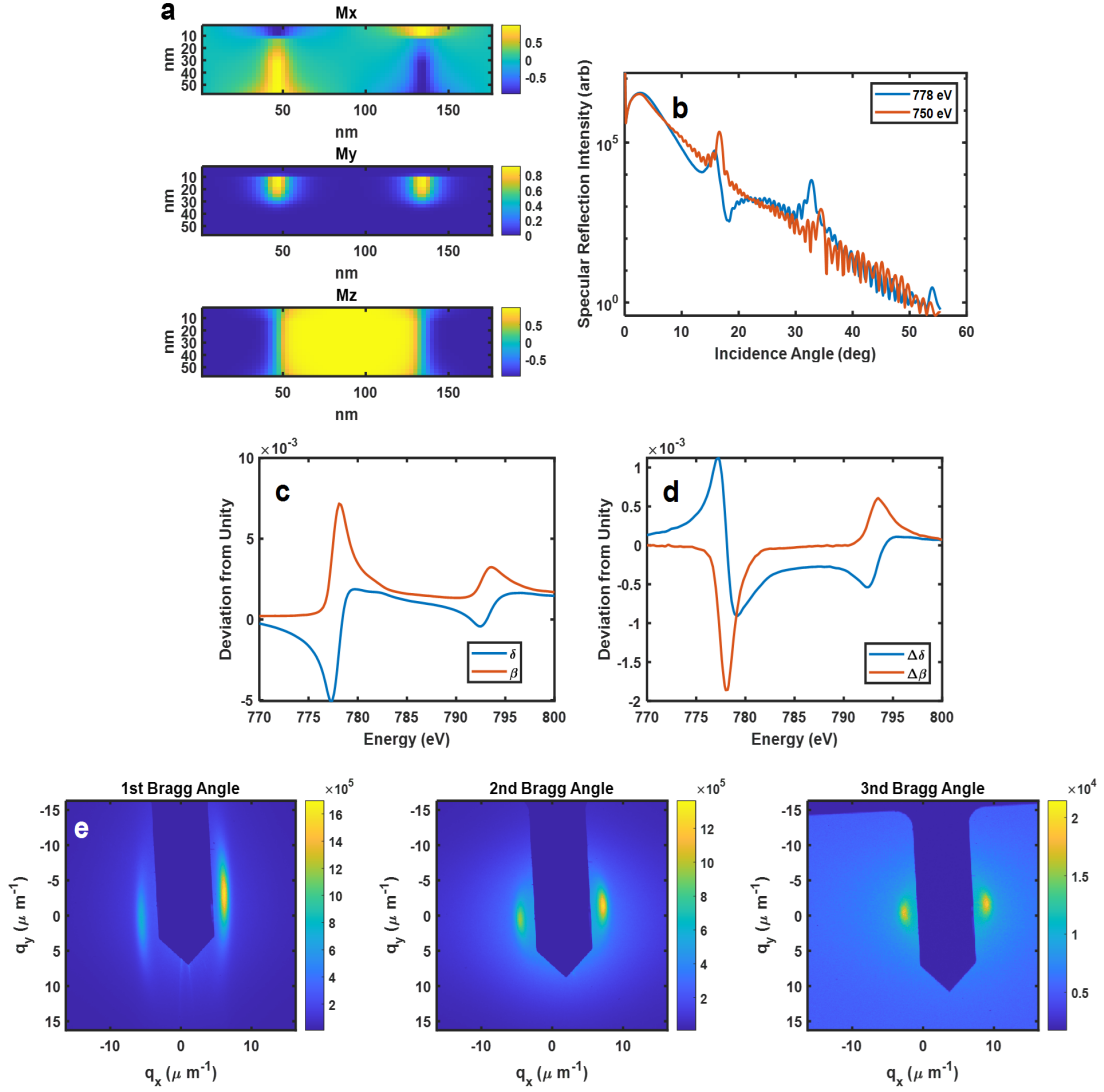 a
Mx
nm
10
20
30
40
50
50 100 150
nm
0.5
0
-0.5
My
nm
10
20
30
40
50
50 100 150
nm
0.8
0.6
0.4
0.2
0
Mz
nm
10
20
30
40
50
50 100 150
nm
0.5
0
-0.5
b
Specular Reflection Intensity (arb)
10^5
10^0
0 10 20 30 40 50 60
Incidence Angle (deg)
778 eV
750 eV
c
×10^-3
Deviation from Unity
10
5
0
-5
770 775 780 785 790 795 800
Energy (eV)
δ
β
d
×10^-3
Deviation from Unity
1
0.5
0
-0.5
-1
-1.5
-2
770 775 780 785 790 795 800
Energy (eV)
Δδ
Δβ
e
1st Bragg Angle
×10^5
q_y (μ m^-1)
-15
-10
-5
0
5
10
15
-10 0 10
q_x (μ m^-1)
16
14
12
10
8
6
4
2
2nd Bragg Angle
×10^5
q_y (μ m^-1)
-15
-10
-5
0
5
10
15
-10 0 10
q_x (μ m^-1)
12
10
8
6
4
2
3nd Bragg Angle
×10^4
q_y (μ m^-1)
-15
-10
-5
0
5
10
15
-10 0 10
q_x (μ m^-1)
2
1.5
1
0.5